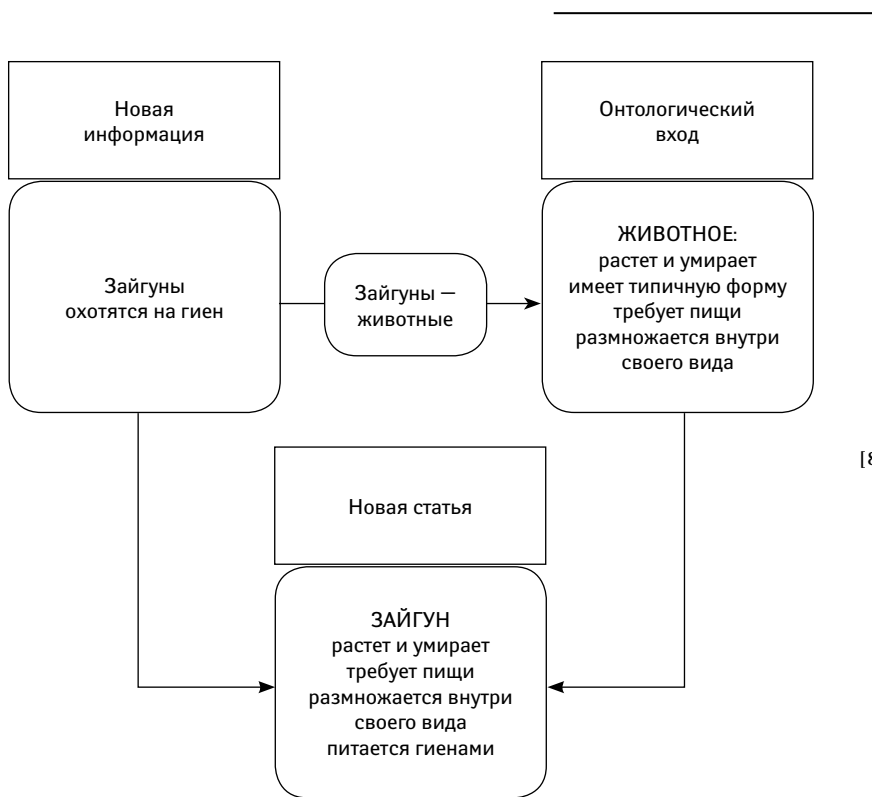 Новая
информация
Онтологический
вход
Зайгуны
охотятся на гиен
Зайгуны —
животные
ЖИВОТНОЕ:
растет и умирает
имеет типичную форму
требует пищи
размножается внутри
своего вида
[8
Новая статья
ЗАЙГУН
растет и умирает
требует пищи
размножается внутри
своего вида
питается гиенами